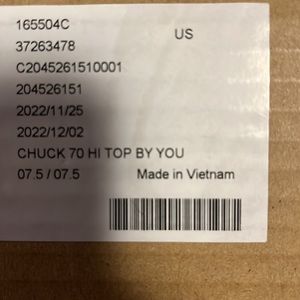 165504C
US
37263478
C2045261510001
204526151
2022/11/25
2022/12/02
CHUCK 70 HI TOP BY YOU
07.5 / 07.5 Made in Vietnam